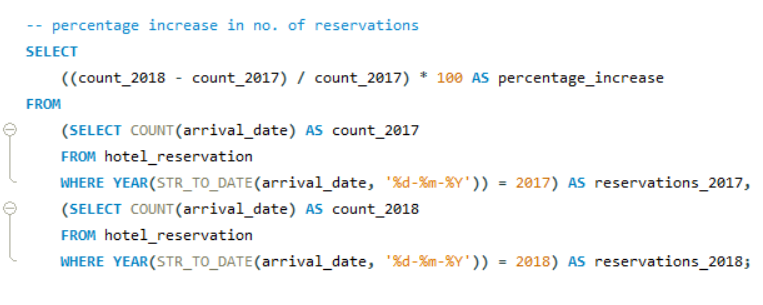 -- percentage increase in no. of reservations
SELECT
((count_2018 - count_2017) / count_2017) * 100 AS percentage_increase
FROM
(SELECT COUNT(arrival_date) AS count_2017
FROM hotel_reservation
WHERE YEAR(STR_TO_DATE(arrival_date, '%d-%m-%Y')) = 2017) AS reservations_2017,
(SELECT COUNT(arrival_date) AS count_2018
FROM hotel_reservation
WHERE YEAR(STR_TO_DATE(arrival_date, '%d-%m-%Y')) = 2018) AS reservations_2018;